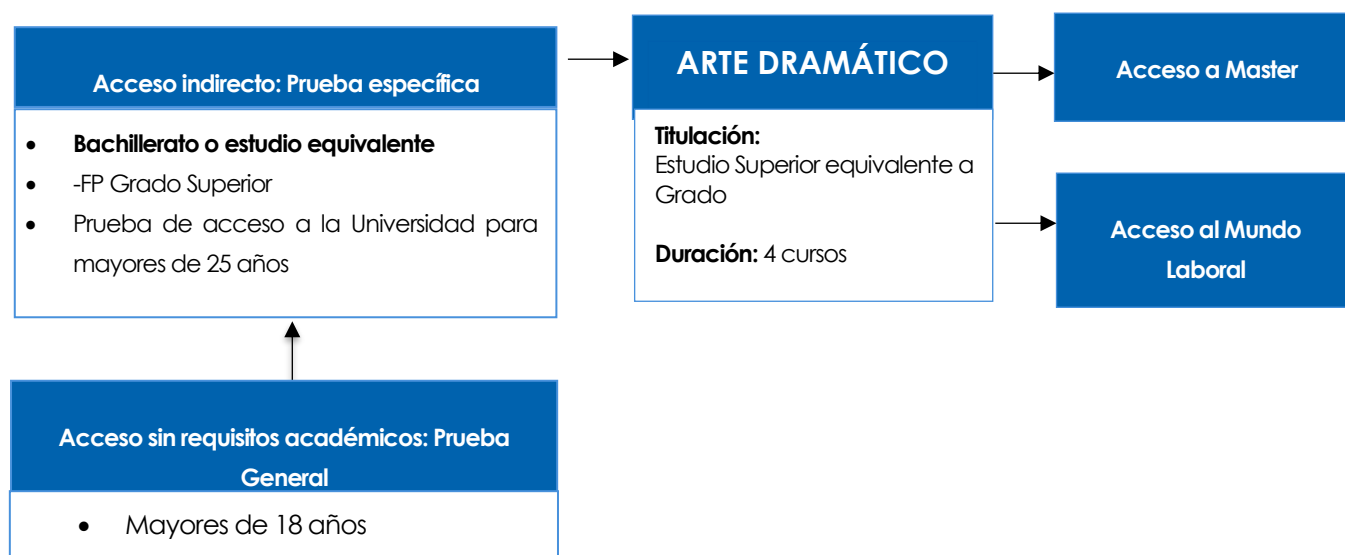 Acceso indirecto: Prueba específica
• Bachillerato o estudio equivalente
• -FP Grado Superior
• Prueba de acceso a la Universidad para
mayores de 25 años
ARTE DRAMÁTICO
Titulación:
Estudio Superior equivalente a
Grado
Duración: 4 cursos
Acceso a Master
Acceso al Mundo
Laboral
Acceso sin requisitos académicos: Prueba
General
• Mayores de 18 años